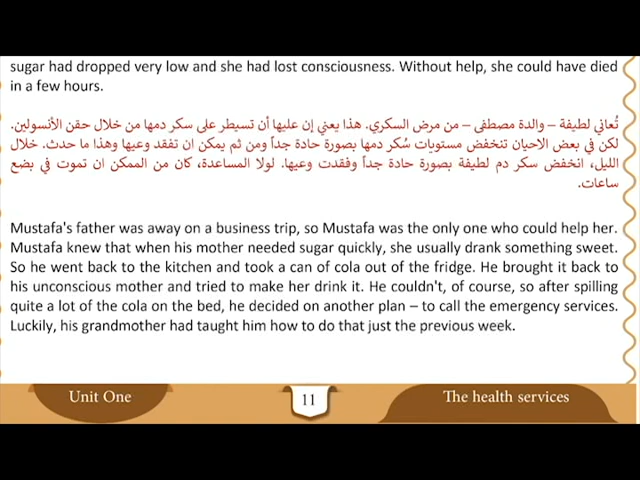 sugar had dropped very low and she had lost consciousness. Without help, she could have died
in a few hours.
تُعاني لطيفة – والدة مصطفى – من مرض السكري. هذا يعني إن عليها أن تسيطر على سكر دمها من خلال حقن الأنسولين.
لكن في بعض الاحيان تنخفض مستويات سُكر دمها بصورة حادة جداً ومن ثم يمكن ان تفقد وعيها وهذا ما حدث. خلال
الليل، انخفض سكر دم لطيفة بصورة حادة جداً وفقدت وعيها. لولا المساعدة، كان من الممكن ان تموت في بضع
ساعات.
Mustafa's father was away on a business trip, so Mustafa was the only one who could help her.
Mustafa knew that when his mother needed sugar quickly, she usually drank something sweet.
So he went back to the kitchen and took a can of cola out of the fridge. He brought it back to
his unconscious mother and tried to make her drink it. He couldn't, of course, so after spilling
quite a lot of the cola on the bed, he decided on another plan – to call the emergency services.
Luckily, his grandmother had taught him how to do that just the previous week.
Unit One
11
The health services